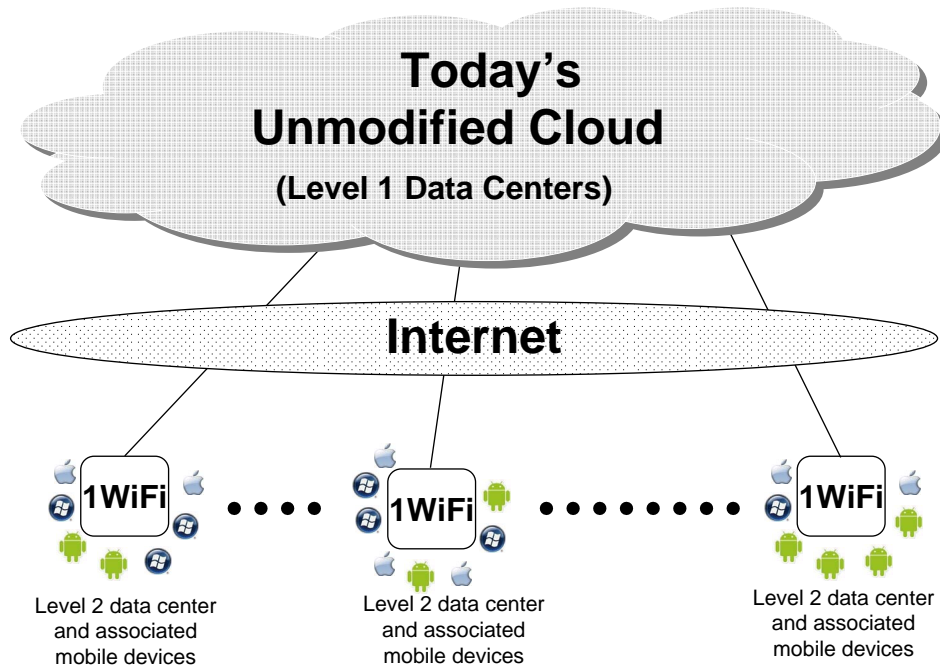 Today’s
Unmodified Cloud
(Level 1 Data Centers)
Internet
1WiFi
1WiFi
1WiFi
Level 2 data center
and associated
mobile devices
Level 2 data center
and associated
mobile devices
Level 2 data center
and associated
mobile devices